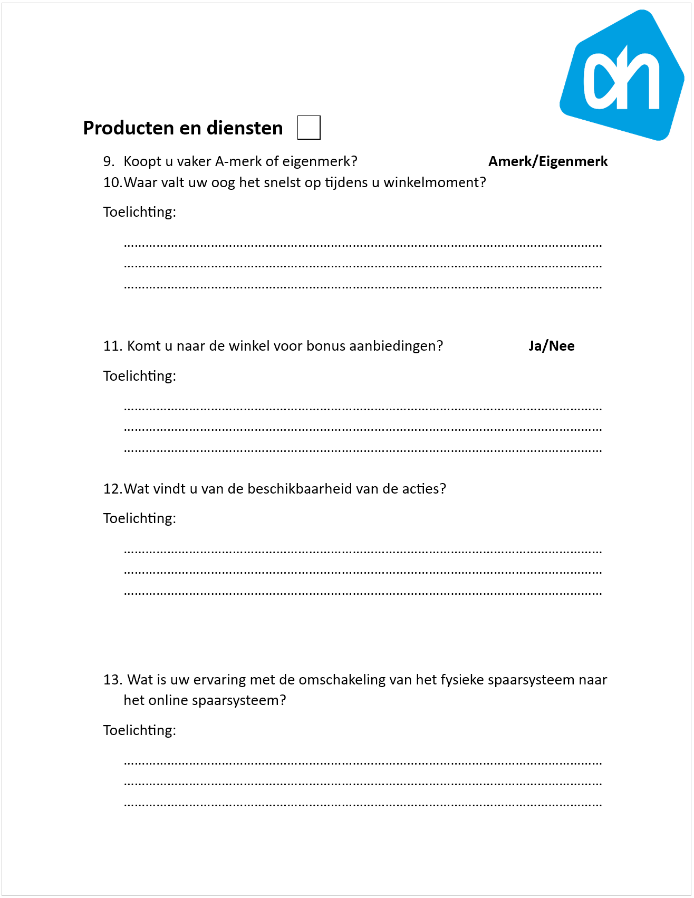 ah
Producten en diensten
9. Koopt u vaker A-merk of eigenmerk? Amerk/Eigenmerk
10.Waar valt uw oog het snelst op tijdens u winkelmoment?
Toelichting:
11. Komt u naar de winkel voor bonus aanbiedingen? Ja/Nee
Toelichting:
12.Wat vindt u van de beschikbaarheid van de acties?
Toelichting:
13. Wat is uw ervaring met de omschakeling van het fysieke spaarsysteem naar
het online spaarsysteem?
Toelichting: